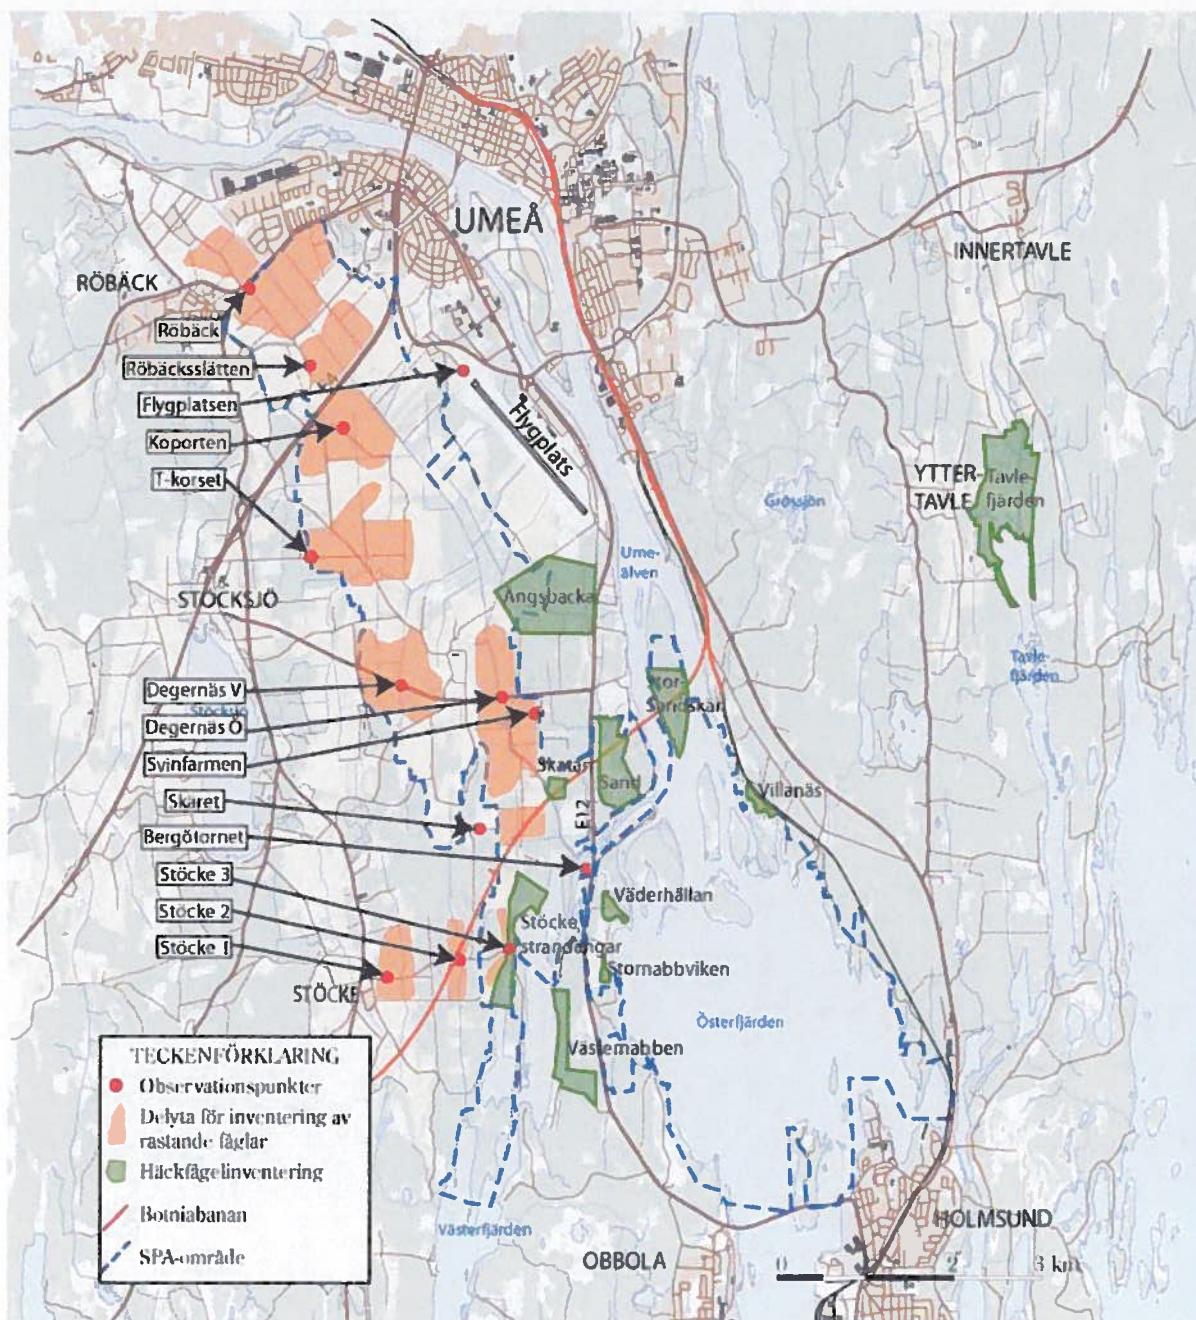 UMEÅ
INNERTAVLE
RÖBÄCK
Röbäck
Röbäcksslätten
Flygplatsen
Flygplats
Koporten
T-korset
YTTER-
TAVLE
Tavle-
fjärden
Grössjön
Ume-
älven
Ängsbacka
STÖCKSJÖ
Tavle-
fjärden
Degernäs V
Stöcksjö
Degernäs Ö
Stor-
Spridskär
Svinfarmen
Skatan
Sand
Villanäs
Skäret
E12
Bergötornet
Stöcke 3
Väderhällan
Stöcke 2
Stöcke
strandängar
Stöcke 1
Stornabbviken
STÖCKE
Österfjärden
Västernabben
TECKENFÖRKLARING
Observationspunkter
Delyta för inventering av
rastande fåglar
Häckfågelinventering
Botniabanan
SPA-område
Västerfjärden
HOLMSUND
OBBOLA
0 1 2 3 km